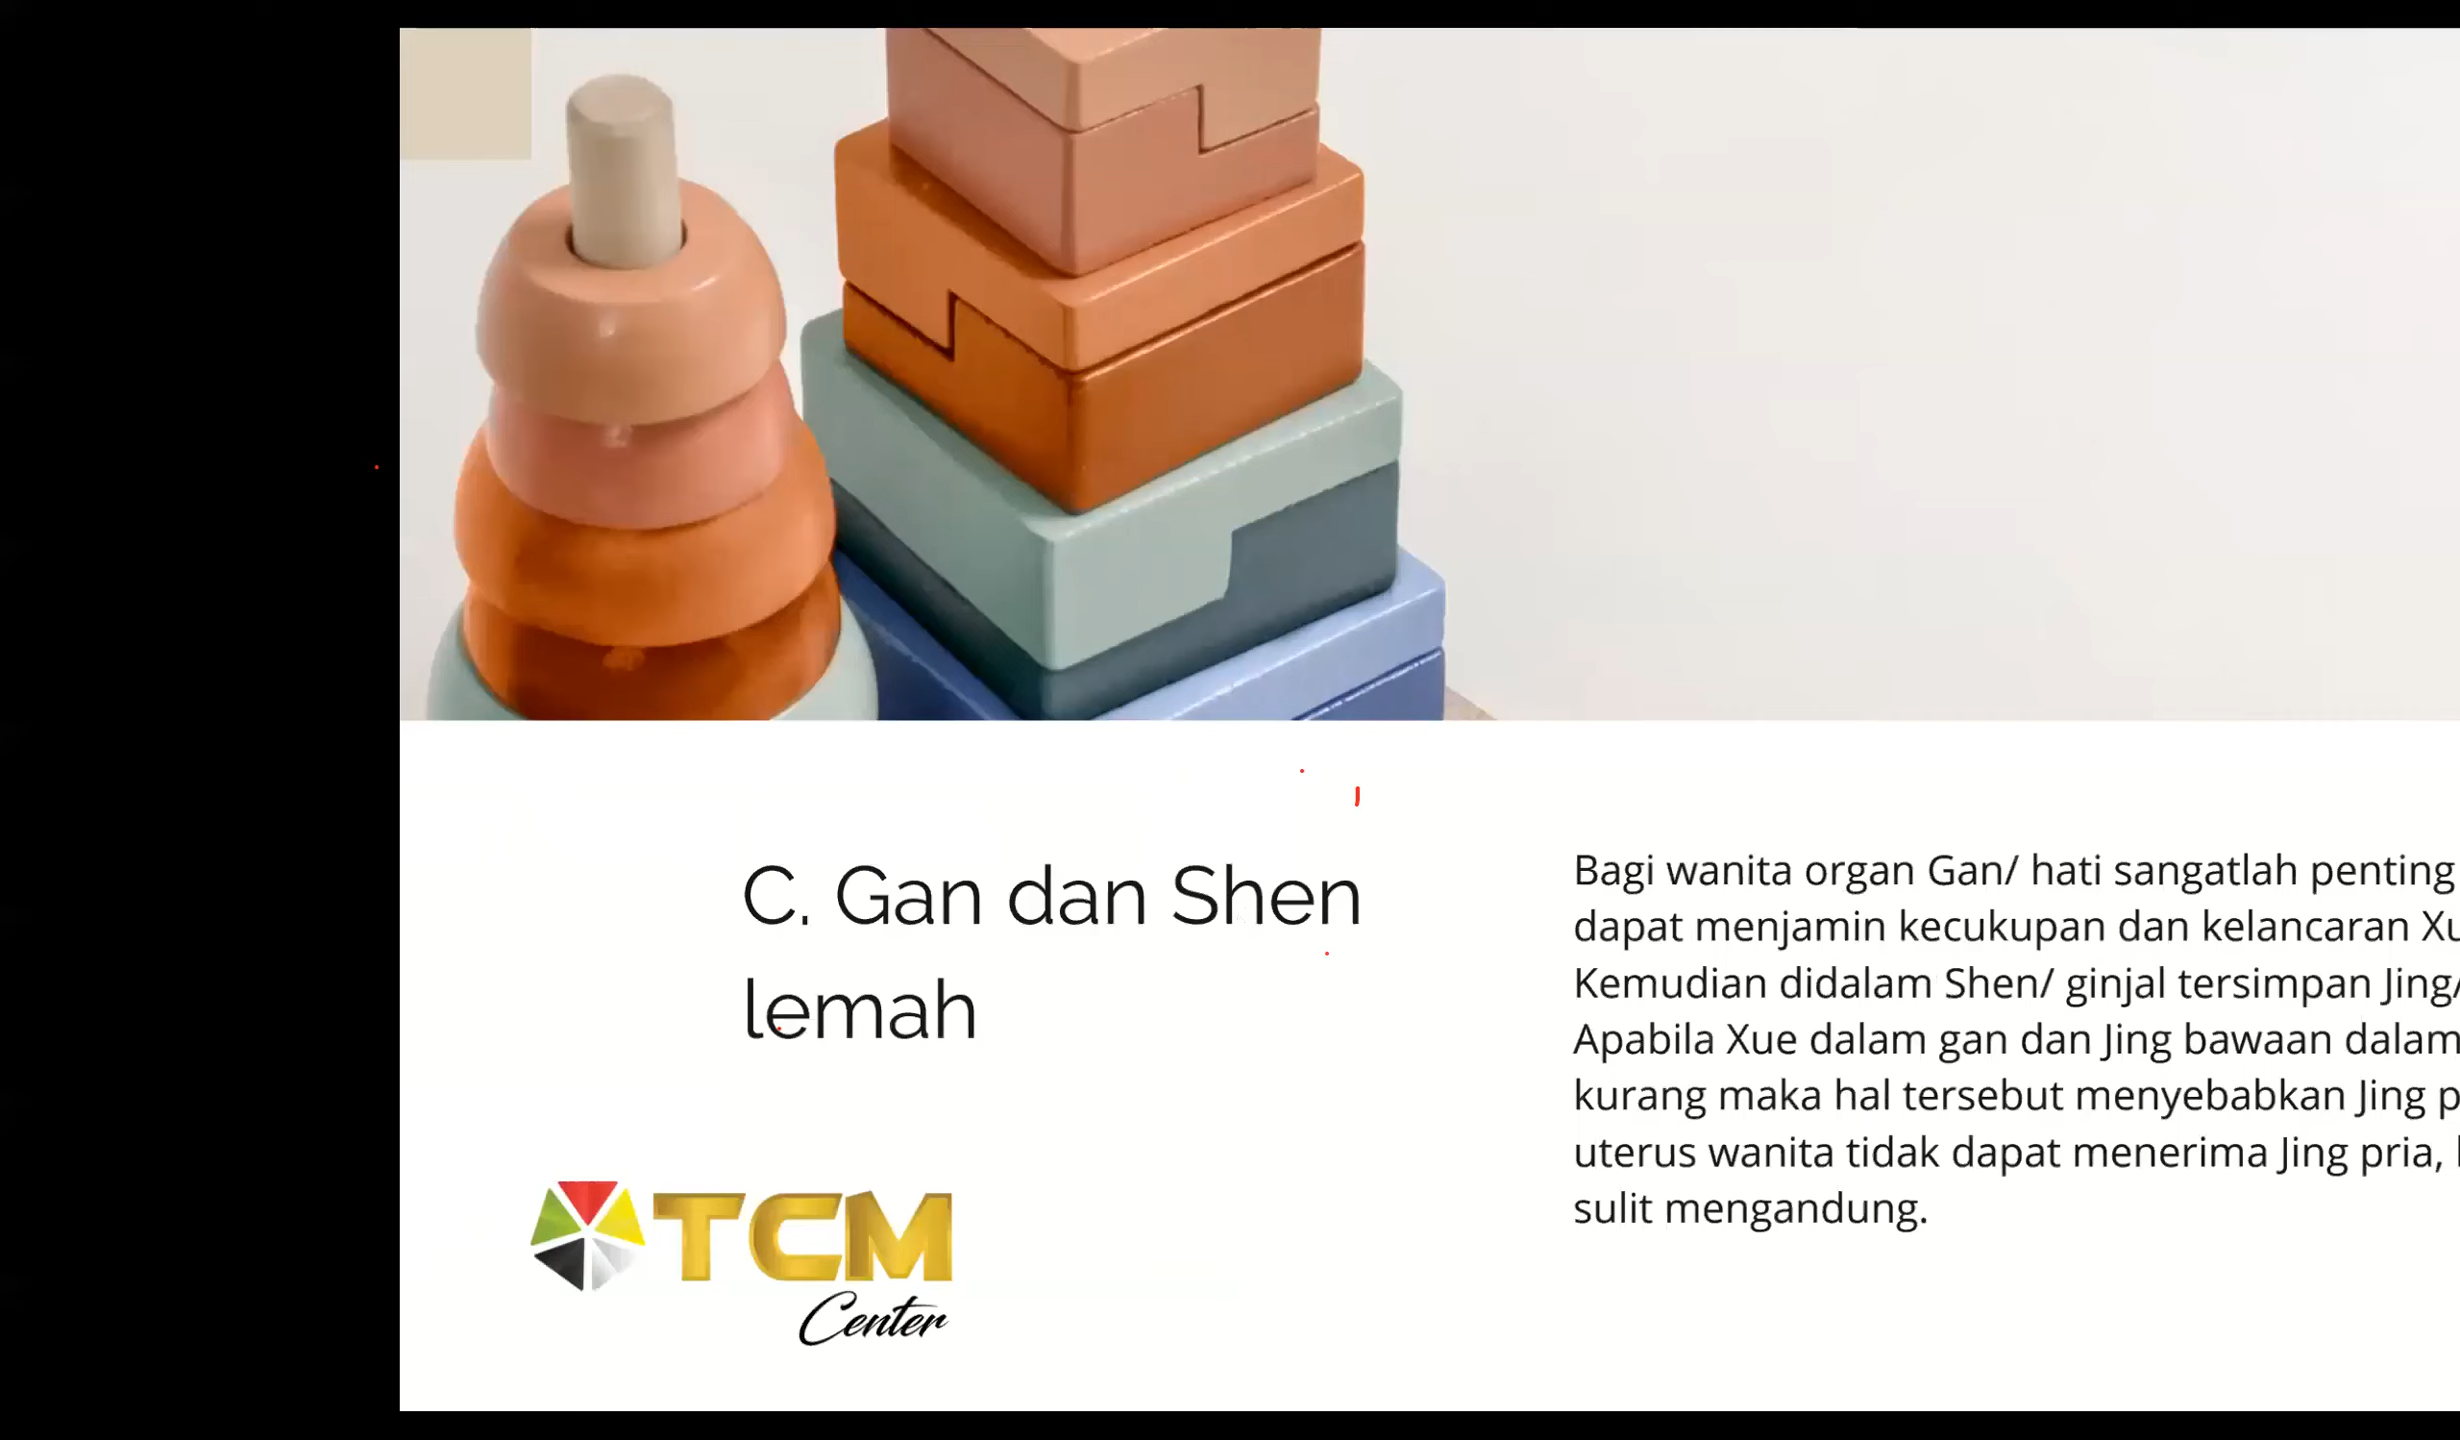 C. Gan dan Shen
lemah
Bagi wanita organ Gan/ hati sangatlah penting
dapat menjamin kecukupan dan kelancaran
Kemudian didalam Shen/ ginjal tersimpan Jing/
Apabila Xue dalam gan dan Jing bawaan dalam
kurang maka hal tersebut menyebabkan Jing
uterus wanita tidak dapat menerima Jing pria,
sulit mengandung.
TCM
Center